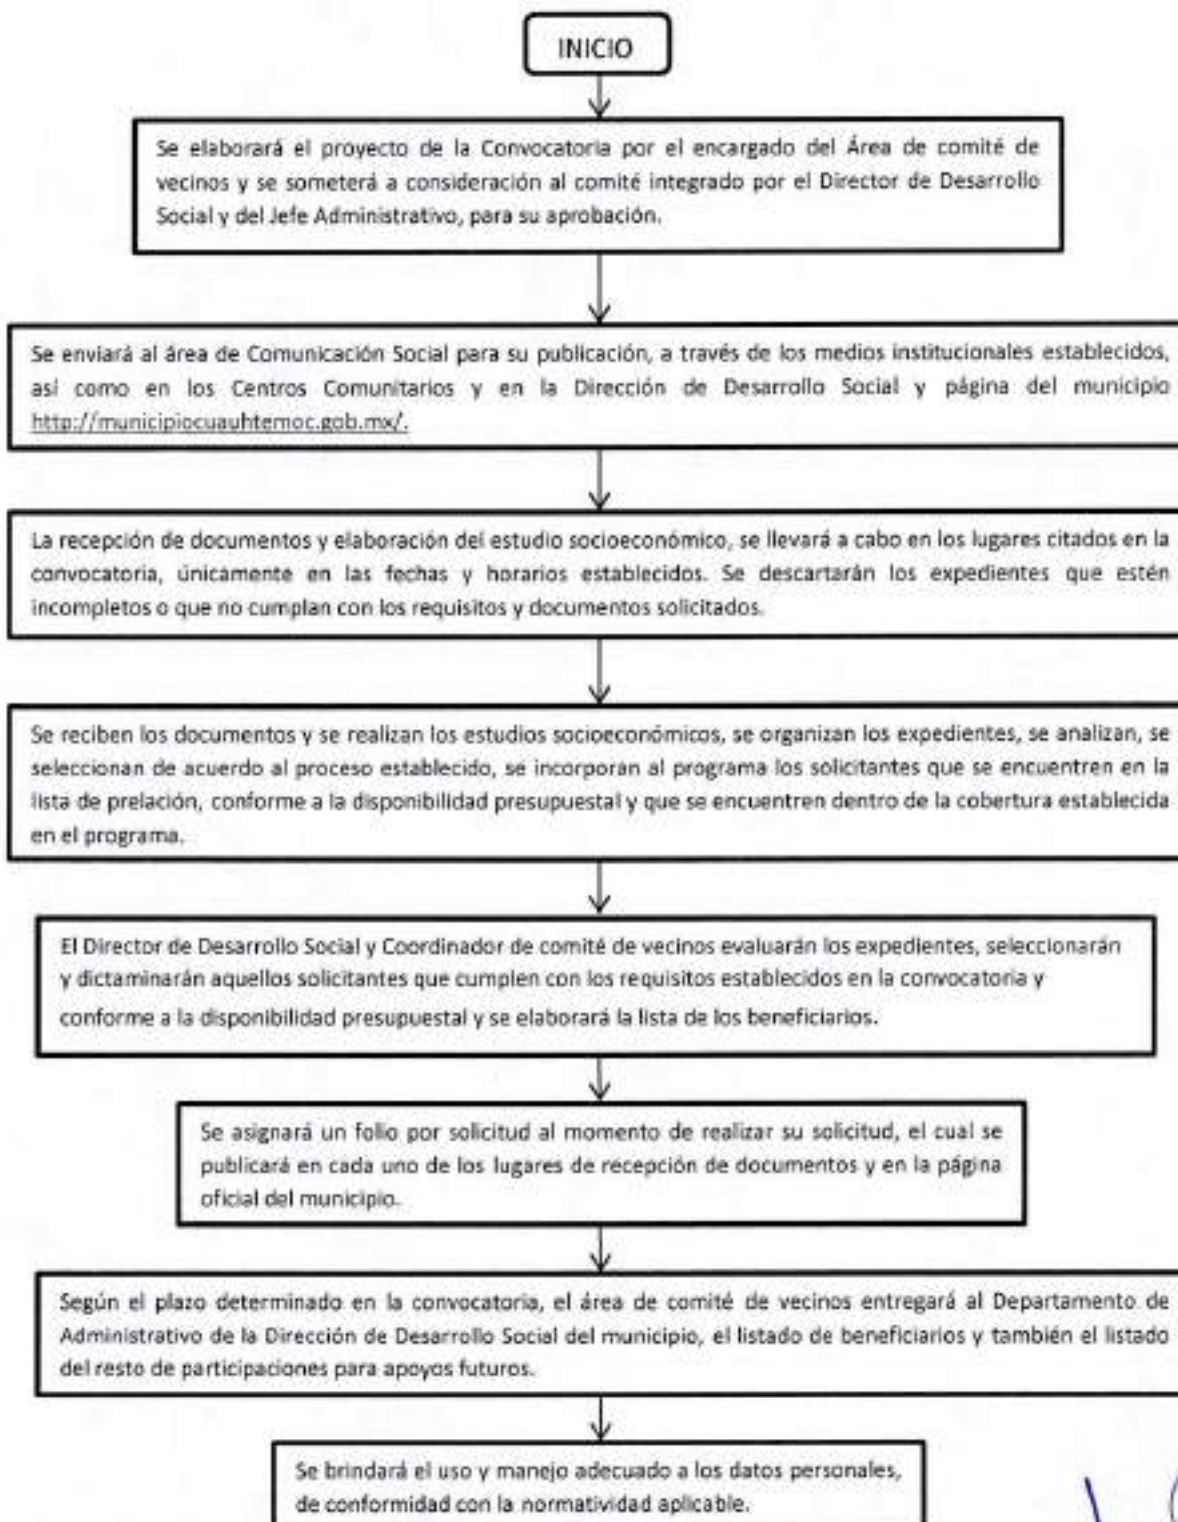 INICIO
Se elaborará el proyecto de la Convocatoria por el encargado del Área de comité de
vecinos y se someterá a consideración al comité integrado por el Director de Desarrollo
Social y del Jefe Administrativo, para su aprobación.
Se enviará al área de Comunicación Social para su publicación, a través de los medios institucionales establecidos,
así como en los Centros Comunitarios y en la Dirección de Desarrollo Social y página del municipio
http://municipiocuauhtemoc.gob.mx/.
La recepción de documentos y elaboración del estudio socioeconómico, se llevará a cabo en los lugares citados en la
convocatoria, únicamente en las fechas y horarios establecidos. Se descartarán los expedientes que estén
incompletos o que no cumplan con los requisitos y documentos solicitados.
Se reciben los documentos y se realizan los estudios socioeconómicos, se organizan los expedientes, se analizan, se
seleccionan de acuerdo al proceso establecido, se incorporan al programa los solicitantes que se encuentren en la
lista de prelación, conforme a la disponibilidad presupuestal y que se encuentren dentro de la cobertura establecida
en el programa.
El Director de Desarrollo Social y Coordinador de comité de vecinos evaluarán los expedientes, seleccionarán
y dictaminarán aquellos solicitantes que cumplen con los requisitos establecidos en la convocatoria y
conforme a la disponibilidad presupuestal y se elaborará la lista de los beneficiarios.
Se asignará un folio por solicitud al momento de realizar su solicitud, el cual se
publicará en cada uno de los lugares de recepción de documentos y en la página
oficial del municipio.
Según el plazo determinado en la convocatoria, el área de comité de vecinos entregará al Departamento de
Administrativo de la Dirección de Desarrollo Social del municipio, el listado de beneficiarios y también el listado
del resto de participaciones para apoyos futuros.
Se brindará el uso y manejo adecuado a los datos personales,
de conformidad con la normatividad aplicable.